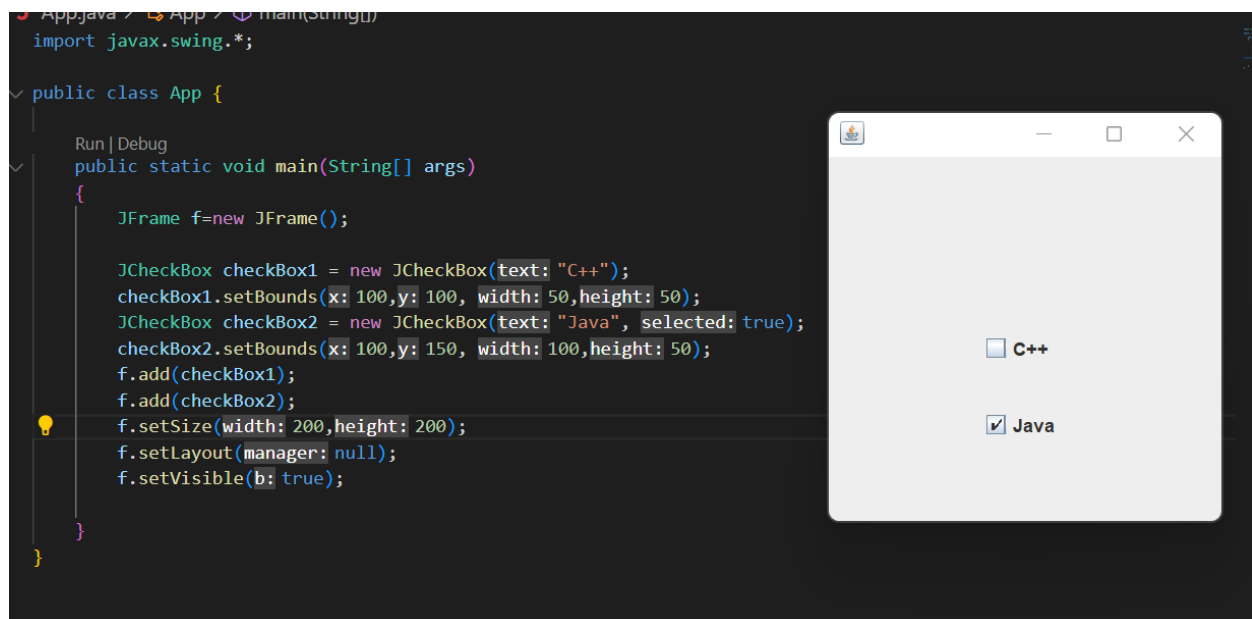 App.java > App > main(String[])
import javax.swing.*;
public class App {
Run | Debug
public static void main(String[] args)
{
JFrame f=new JFrame();
JCheckBox checkBox1 = new JCheckBox(text: "C++");
checkBox1.setBounds(x: 100,y: 100, width: 50,height: 50);
JCheckBox checkBox2 = new JCheckBox(text: "Java", selected: true);
checkBox2.setBounds(x: 100,y: 150, width: 100,height: 50);
f.add(checkBox1);
f.add(checkBox2);
f.setSize(width: 200,height: 200);
f.setLayout(manager: null);
f.setVisible(b: true);
}
}
C++
Java